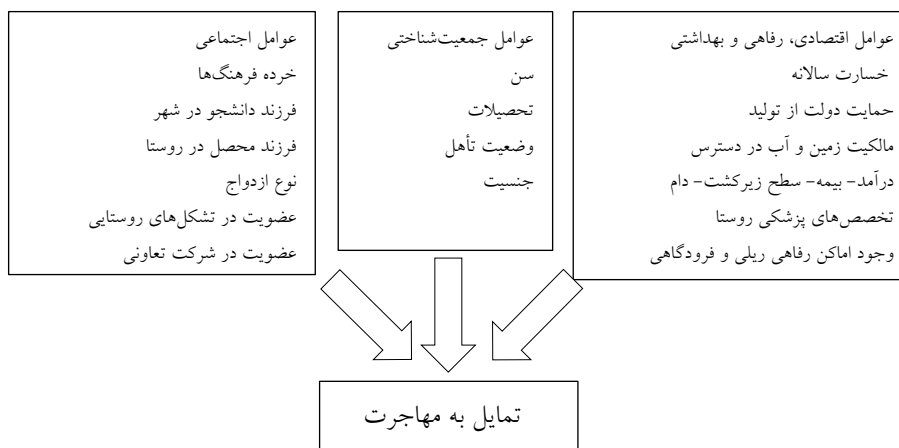 عوامل اقتصادی، رفاهی و بهداشتی
خسارت سالانه
حمایت دولت از تولید
مالکیت زمین و آب در دسترس
درآمد- بیمه- سطح زیرکشت- دام
تخصص‌های پزشکی روستا
وجود اماکن رفاهی ریلی و فرودگاهی
عوامل جمعیت‌شناختی
سن
تحصیلات
وضعیت تأهل
جنسیت
عوامل اجتماعی
خرده فرهنگ‌ها
فرزند دانشجو در شهر
فرزند محصل در روستا
نوع ازدواج
عضویت در تشکل‌های روستایی
عضویت در شرکت تعاونی
تمایل به مهاجرت